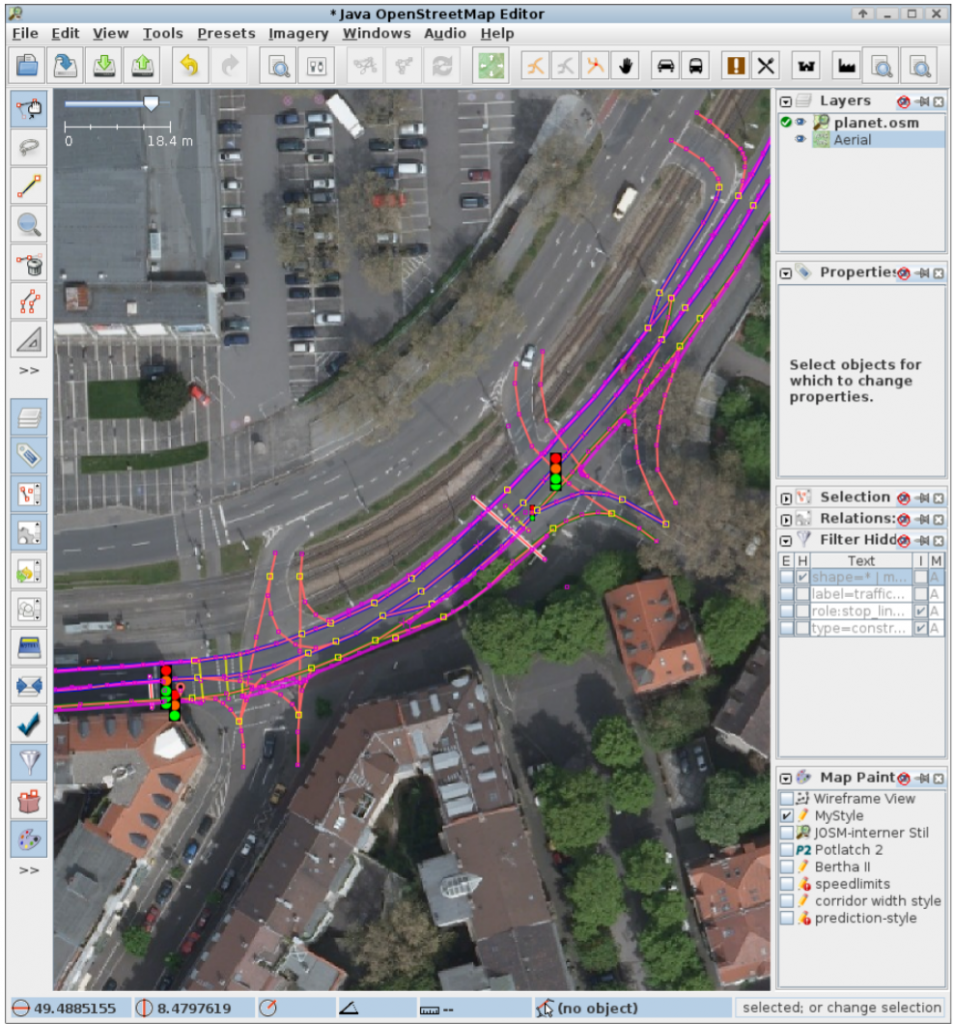 * Java OpenStreetMap Editor
File Edit View Tools Presets Imagery Windows Audio Help
0 18.4 m
>>
>>
Layers
planet.osm
Aerial
Properties
Select objects for
which to change
properties.
Selection
Relations:
Filter Hidd
E H Text I M
shape=* | m... A
label=traffic... A
role:stop_lin... A
type=constr... A
Map Paint
Wireframe View
MyStyle
JOSM-interner Stil
P2 Potlatch 2
Bertha II
speedlimits
corridor width style
prediction-style
49.4885155 8.4797619 -- (no object) selected; or change selection